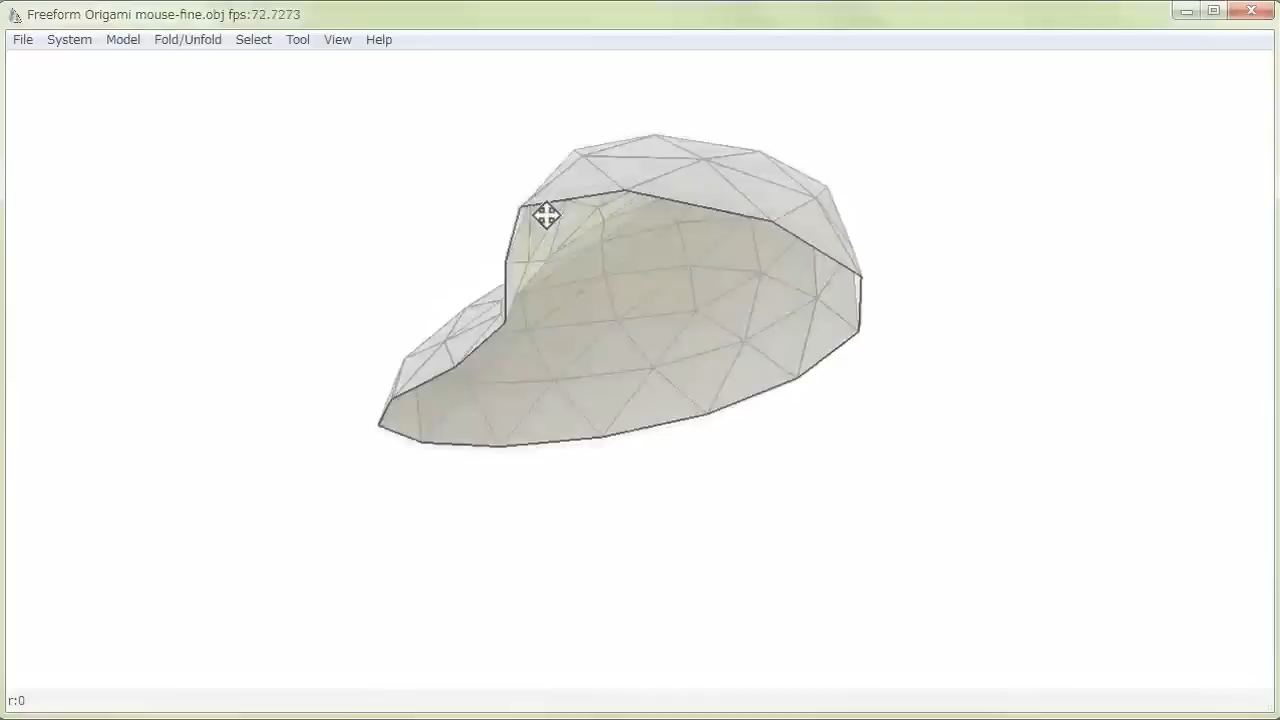 Freeform Origami mouse-fine.obj fps:72.7273
File System Model Fold/Unfold Select Tool View Help
r:0